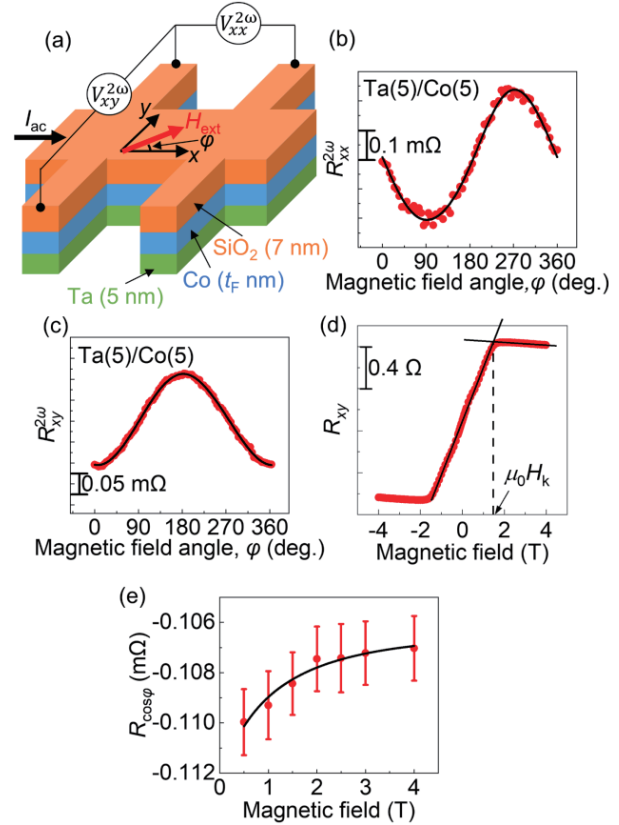 (a)
V_xx^2ω
V_xy^2ω
I_ac
y
H_ext
φ
x
SiO₂ (7 nm)
Co (t_F nm)
Ta (5 nm)
(b)
Ta(5)/Co(5)
R_xx^2ω
0.1 mΩ
0 90 180 270 360
Magnetic field angle,φ (deg.)
(c)
Ta(5)/Co(5)
R_xy^2ω
0.05 mΩ
0 90 180 270 360
Magnetic field angle, φ (deg.)
(d)
0.4 Ω
R_xy
μ₀H_k
-4 -2 0 2 4
Magnetic field (T)
(e)
-0.106
-0.108
-0.110
-0.112
R_cosφ (mΩ)
0 1 2 3 4
Magnetic field (T)